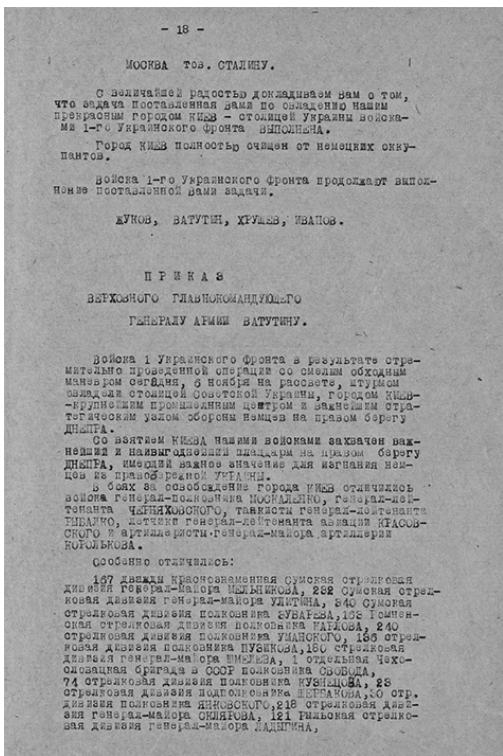 - 18 -
МОСКВА тов. СТАЛИНУ.
С величайшей радостью докладываем Вам о том,
что задача поставленная Вами по овладению нашим
прекрасным городом КИЕВ - столицей Украины войска-
ми 1-го Украинского фронта ВЫПОЛНЕНА.
Город КИЕВ полностью очищен от немецких окку-
пантов.
Войска 1-го Украинского Фронта продолжают выпол-
нение поставленной Вами задачи.
ЖУКОВ, ВАТУТИН, ХРУЩЕВ, ИВАНОВ.
П Р И К А З
ВЕРХОВНОГО ГЛАВНОКОМАНДУЮЩЕГО
ГЕНЕРАЛУ АРМИИ ВАТУТИНУ.
Войска 1 Украинского Фронта в результате стре-
мительно проведенной операции со смелым обходным
маневром сегодня, 6 ноября на рассвете, штурмом
овладели столицей Советской Украины, городом КИЕВ-
-крупнейшим промышленным центром и важнейшим стра-
тегическим узлом обороны немцев на правом берегу
ДНЕПРА.
Со взятием КИЕВА нашими войсками захвачен важ-
нейший и наивыгоднейший плацдарм на правом берегу
ДНЕПРА, имеющий важное значение для изгнания нем-
цев из правобережной УКРАИНЫ.
В боях за освобождение города КИЕВ отличились
войска генерал-полковника МОСКАЛЕНКО, генерал-лей-
тенанта ЧЕРНЯХОВСКОГО, танкисты генерал-лейтенанта
РЫБАЛКО, летчики генерал-лейтенанта авиации КРАСОВ-
СКОГО и артиллеристы генерал-майора артиллерии
КОРОЛЬКОВА.
Особенно отличились:
167 дважды краснознаменная Сумская стрелковая
дивизия генерал-майора МЕЛЬНИКОВА, 232 Сумская стрел-
ковая дивизия генерал-майора УЛИТИНА, 340 Сумская
стрелковая дивизия полковника ЗУБАРЕВА, 163 Ромнен-
ская стрелковая дивизия полковника КАРЛОВА, 240
стрелковая дивизия полковника УМАНСКОГО, 136 стрел-
ковая дивизия полковника ПУЗИКОВА, 180 стрелковая
дивизия генерал-майора ШМЕЛЕВА, 1 отдельная Чехо-
словацкая бригада в СССР полковника СВОБОДА,
74 стрелковая дивизия полковника КУЗНЕЦОВА, 23
стрелковая дивизия подполковника ЩЕРБАКОВА, 30 стр.
дивизия полковника ЯНКОВСКОГО, 218 стрелковая диви-
зия генерал-майора СКЛЯРОВА, 121 Рыльская стрелко-
вая дивизия генерал-майора ЛАДЫГИНА,